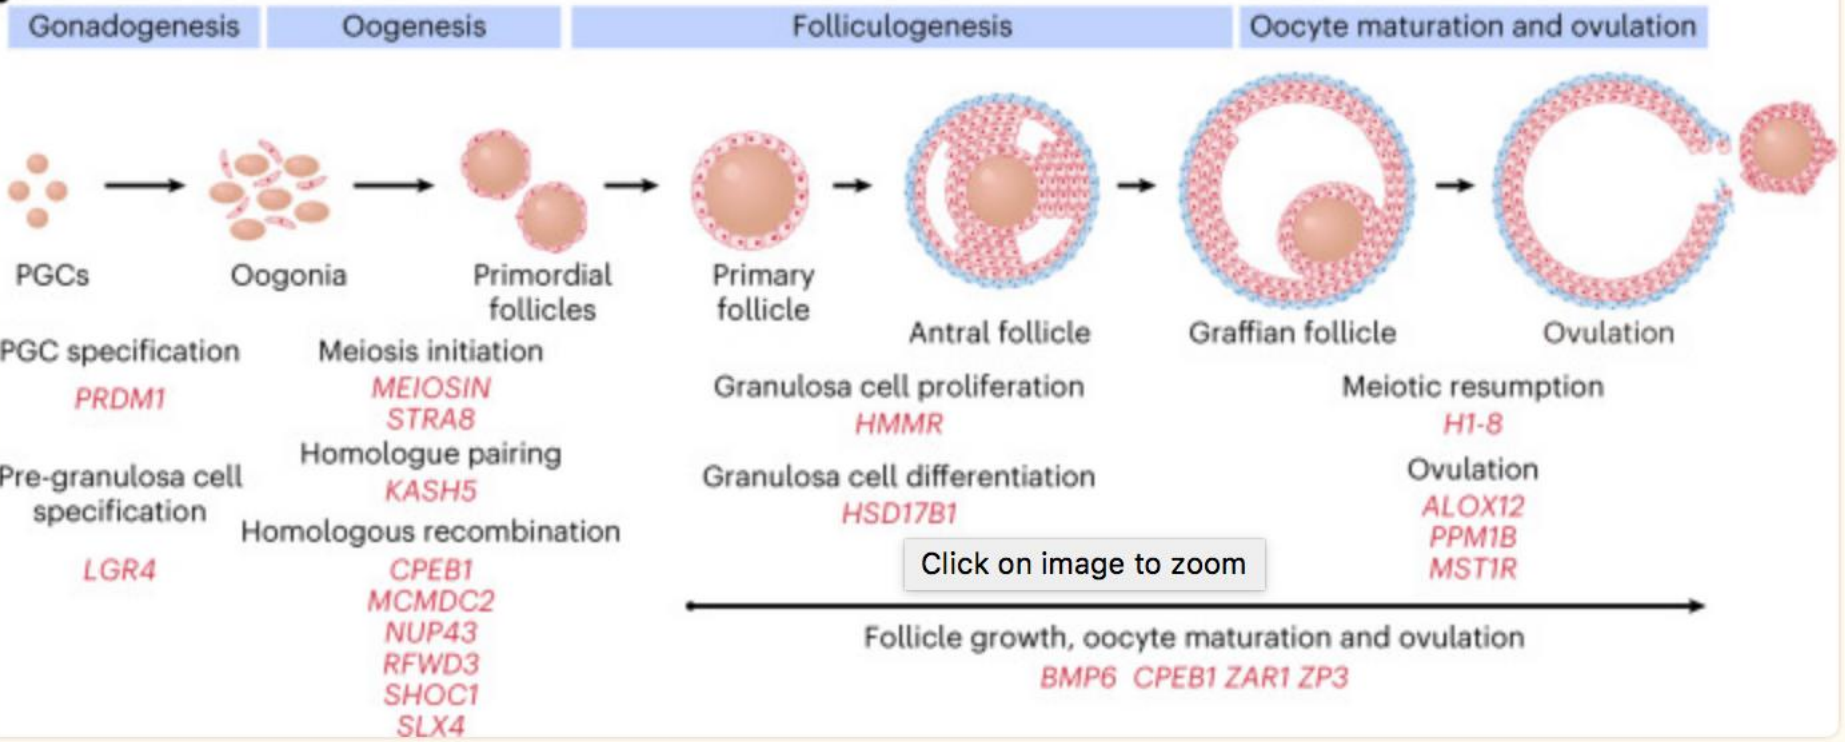 Gonadogenesis
Oogenesis
Folliculogenesis
Oocyte maturation and ovulation
PGCs
Oogonia
Primordial
follicles
Primary
follicle
Antral follicle
Graffian follicle
Ovulation
PGC specification
PRDM1
Pre-granulosa cell
specification
LGR4
Meiosis initiation
MEIOSIN
STRA8
Homologue pairing
KASH5
Homologous recombination
CPEB1
MCMDC2
NUP43
RFWD3
SHOC1
SLX4
Granulosa cell proliferation
HMMR
Granulosa cell differentiation
HSD17B1
Click on image to zoom
Meiotic resumption
H1-8
Ovulation
ALOX12
PPM1B
MST1R
Follicle growth, oocyte maturation and ovulation
BMP6 CPEB1 ZAR1 ZP3